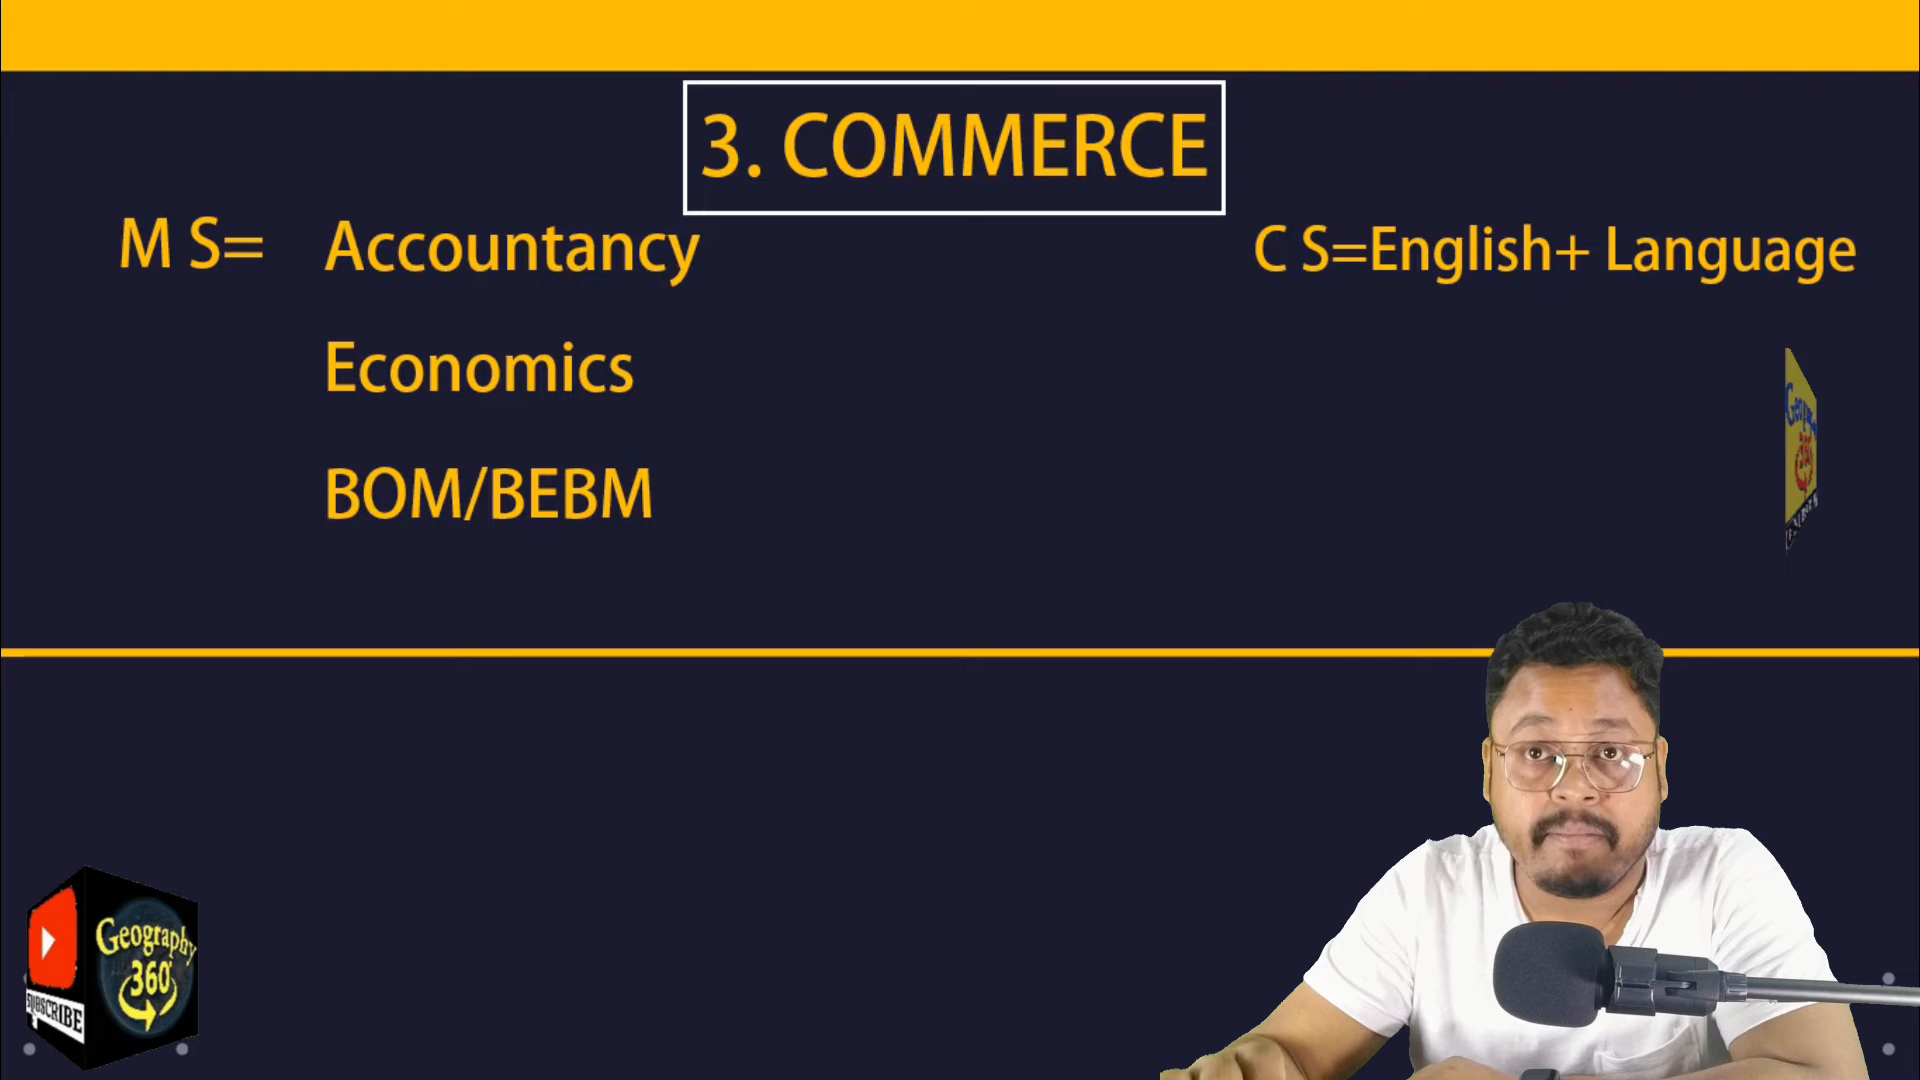 3. COMMERCE
M S= Accountancy
C S=English+ Language
Economics
BOM/BEBM
Geography
360
SUBSCRIBE